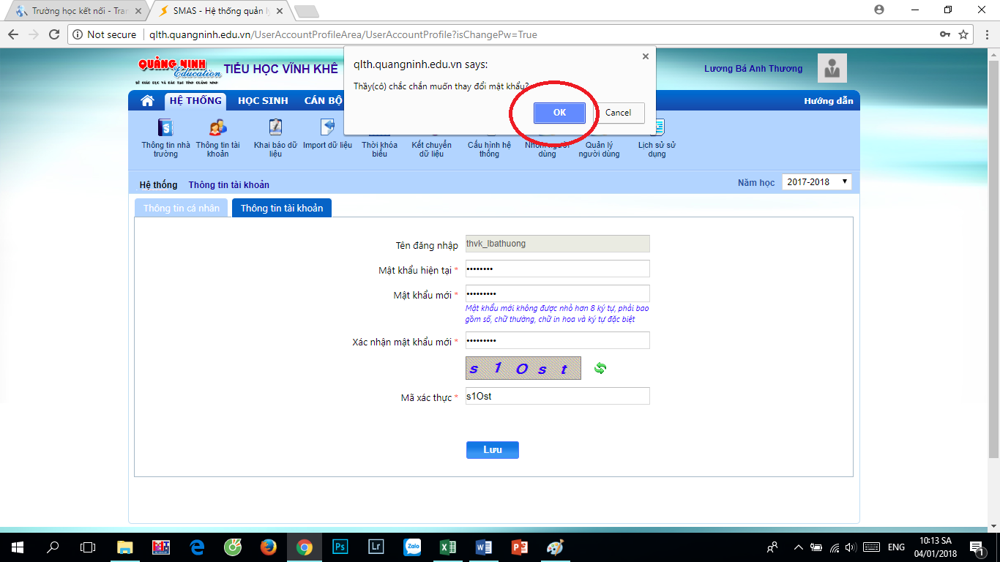 Trường học kết nối - Tran
SMAS - Hệ thống quản lý
Not secure
qlth.quangninh.edu.vn/UserAccountProfileArea/UserAccountProfile?isChangePw=True
QUẢNG NINH
Education
SỞ GIÁO DỤC VÀ ĐÀO TẠO TỈNH QUẢNG NINH
TIỂU HỌC VĨNH KHÊ
Lương Bá Anh Thương
qlth.quangninh.edu.vn says:
Thầy(cô) chắc chắn muốn thay đổi mật khẩu?
OK
Cancel
HỆ THỐNG
HỌC SINH
CÁN BỘ
Hướng dẫn
Thông tin nhà trường
Thông tin tài khoản
Khai báo dữ liệu
Import dữ liệu
Thời khóa biểu
Kết chuyển dữ liệu
Cấu hình hệ thống
Nhóm người dùng
Quản lý người dùng
Lịch sử sử dụng
Hệ thống
Thông tin tài khoản
Năm học
2017-2018
Thông tin cá nhân
Thông tin tài khoản
Tên đăng nhập
thvk_lbathuong
Mật khẩu hiện tại *
••••••••
Mật khẩu mới *
•••••••••
Mật khẩu mới không được nhỏ hơn 8 ký tự, phải bao
gồm số, chữ thường, chữ in hoa và ký tự đặc biệt
Xác nhận mật khẩu mới *
•••••••••
s 1 O s t
Mã xác thực *
s1Ost
Lưu
Ps
Lr
Zalo
ENG
10:13 SA
04/01/2018
1